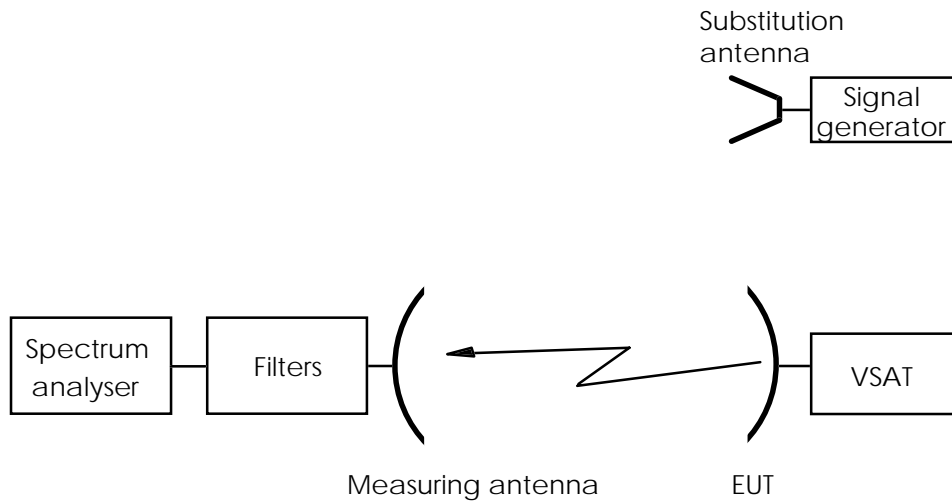 Substitution
antenna
Signal
generator
Spectrum
analyser
Filters
VSAT
Measuring antenna
EUT